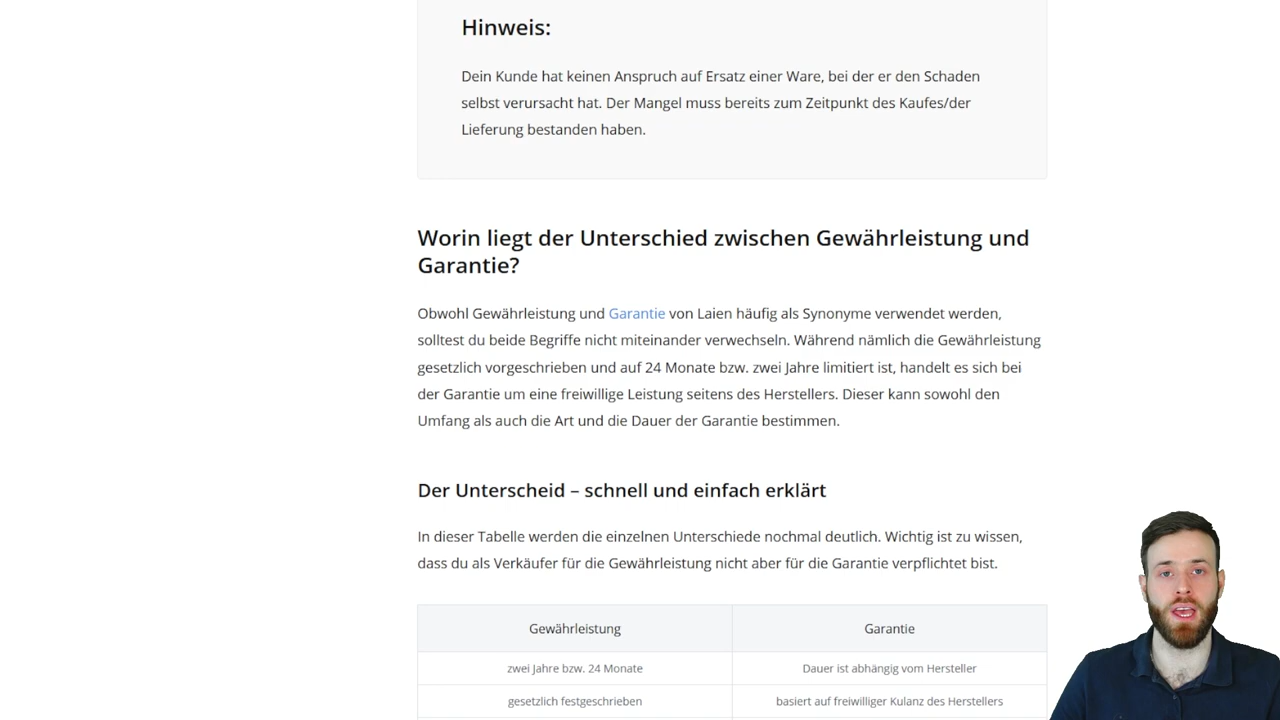 Hinweis:
Dein Kunde hat keinen Anspruch auf Ersatz einer Ware, bei der er den Schaden
selbst verursacht hat. Der Mangel muss bereits zum Zeitpunkt des Kaufes/der
Lieferung bestanden haben.
Worin liegt der Unterschied zwischen Gewährleistung und
Garantie?
Obwohl Gewährleistung und Garantie von Laien häufig als Synonyme verwendet werden,
solltest du beide Begriffe nicht miteinander verwechseln. Während nämlich die Gewährleistung
gesetzlich vorgeschrieben und auf 24 Monate bzw. zwei Jahre limitiert ist, handelt es sich bei
der Garantie um eine freiwillige Leistung seitens des Herstellers. Dieser kann sowohl den
Umfang als auch die Art und die Dauer der Garantie bestimmen.
Der Unterscheid – schnell und einfach erklärt
In dieser Tabelle werden die einzelnen Unterschiede nochmal deutlich. Wichtig ist zu wissen,
dass du als Verkäufer für die Gewährleistung nicht aber für die Garantie verpflichtet bist.
Gewährleistung Garantie
zwei Jahre bzw. 24 Monate Dauer ist abhängig vom Hersteller
gesetzlich festgeschrieben basiert auf freiwilliger Kulanz des Herstellers